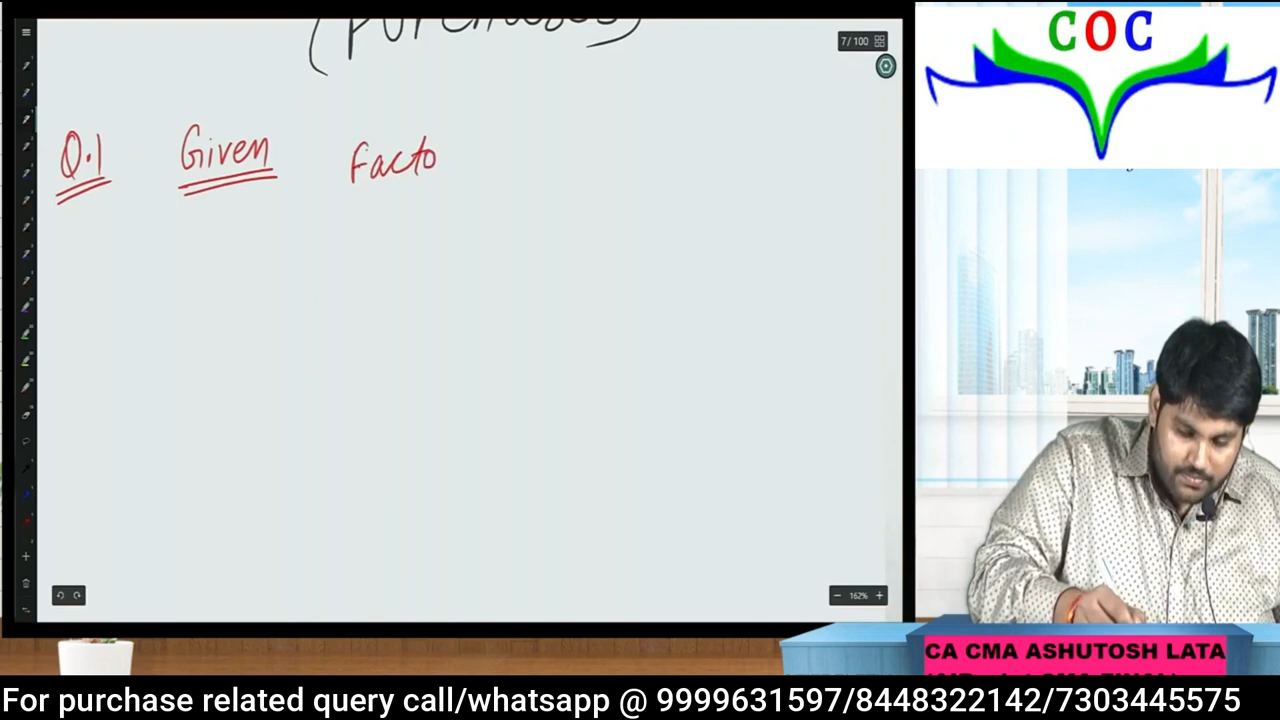 (Purchases)
7/100
Q.1 Given Facto
162%
COC
CA CMA ASHUTOSH LATA
For purchase related query call/whatsapp @ 9999631597/8448322142/7303445575